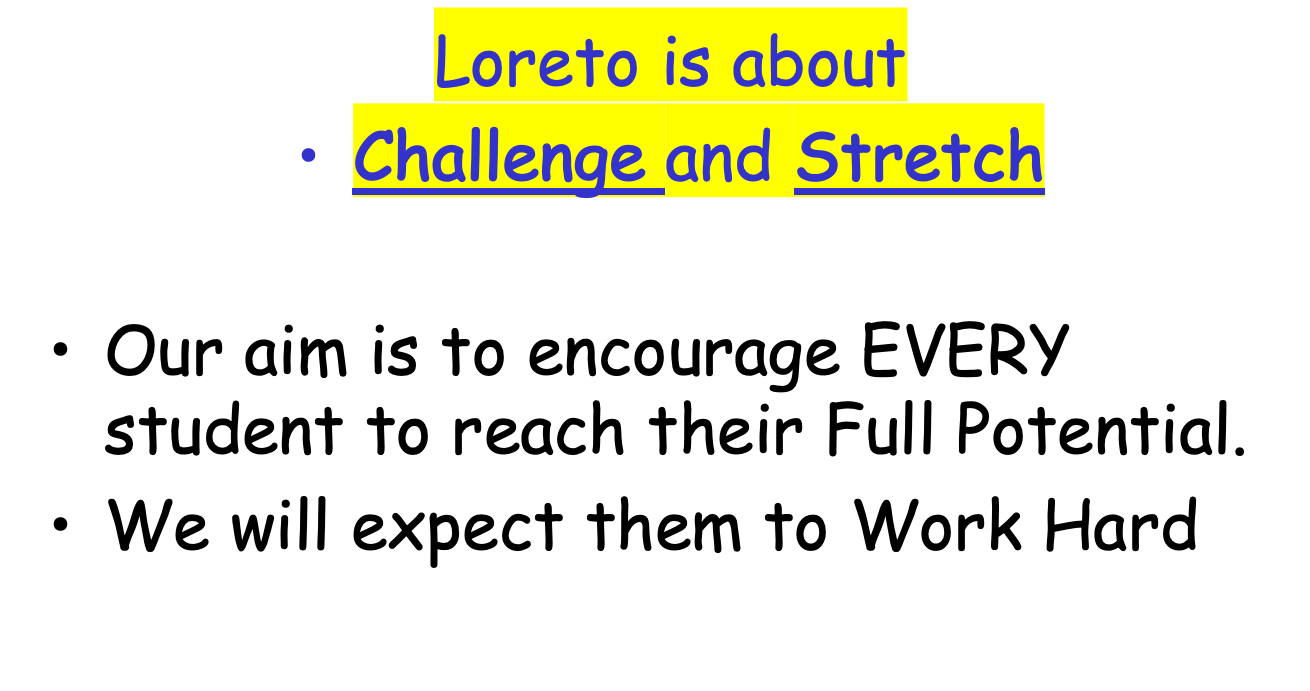 Loreto is about
• Challenge and Stretch
• Our aim is to encourage EVERY
student to reach their Full Potential.
• We will expect them to Work Hard